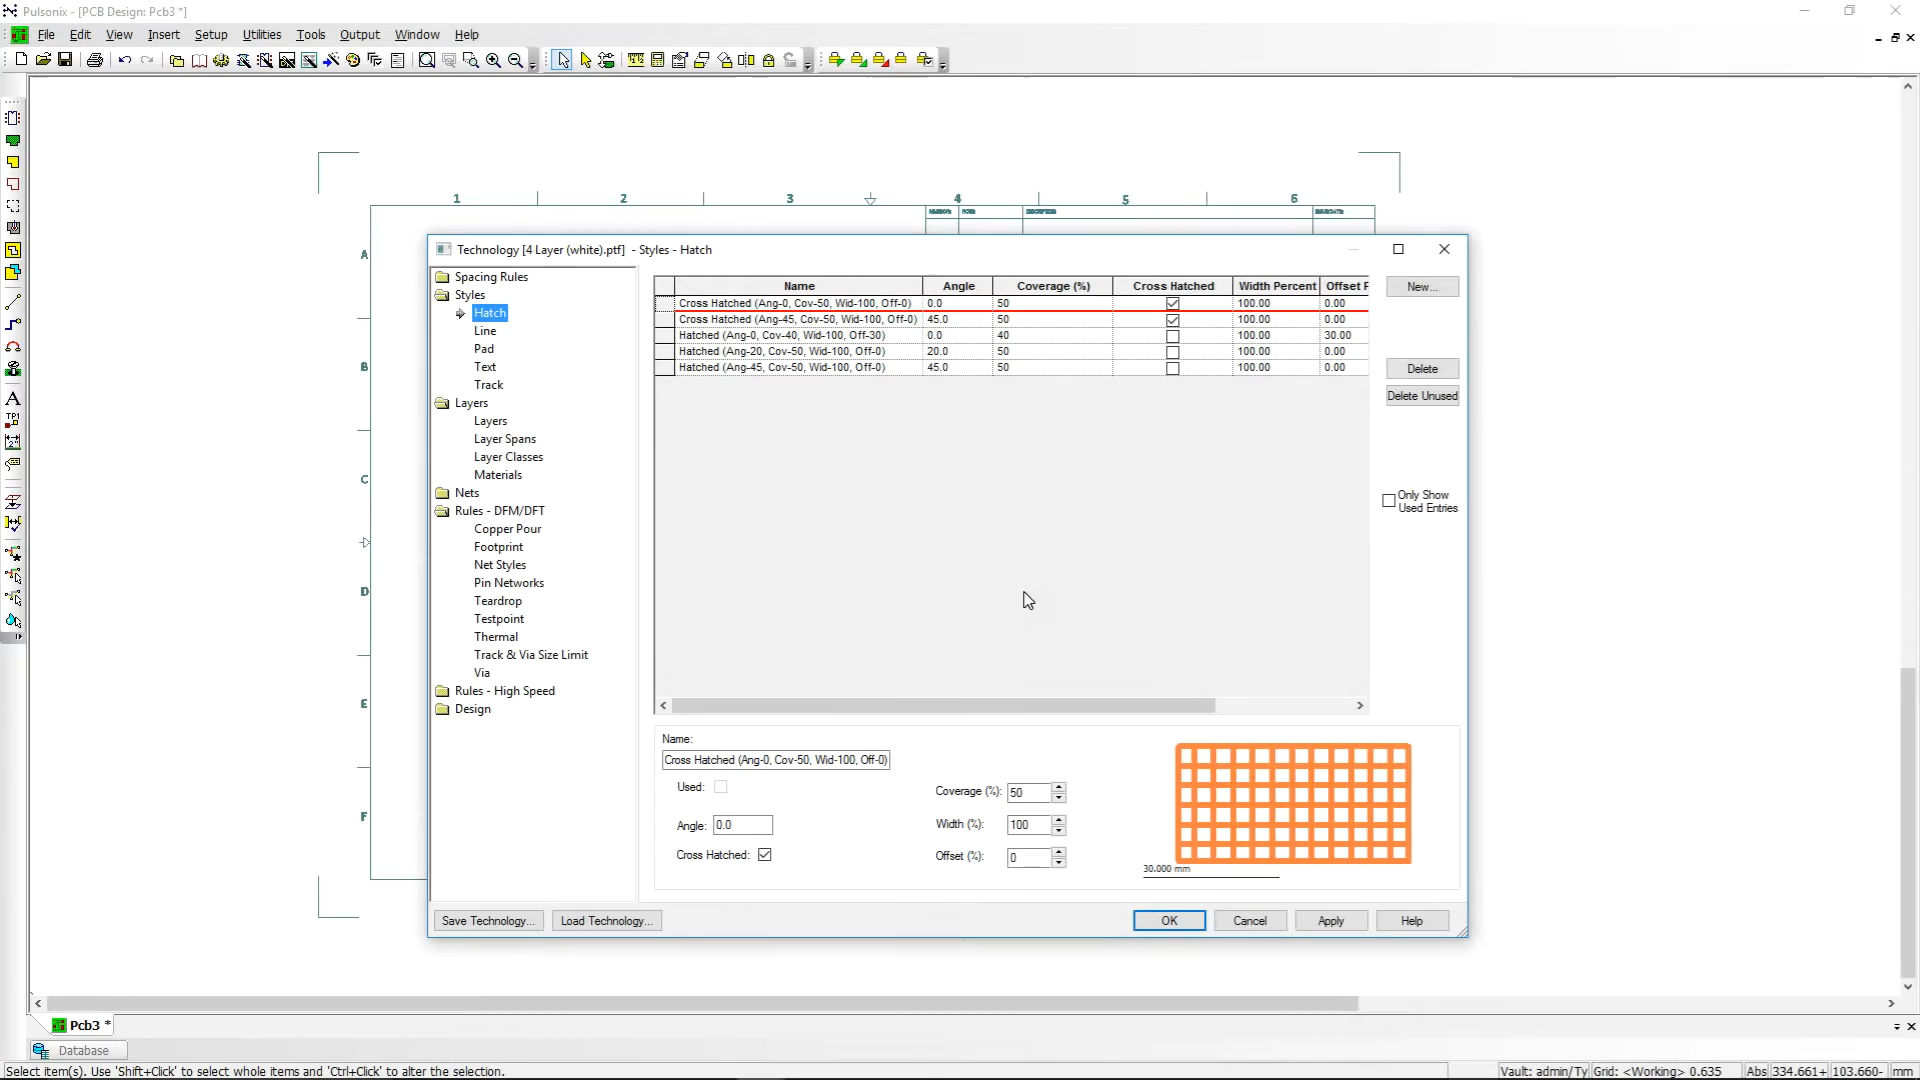 Pulsonix - [PCB Design: Pcb3 *]
File Edit View Insert Setup Utilities Tools Output Window Help
1 2 3 4 5 6
A
B
C
D
E
F
Technology [4 Layer (white).ptf] - Styles - Hatch
Spacing Rules
Styles
Hatch
Line
Pad
Text
Track
Layers
Layers
Layer Spans
Layer Classes
Materials
Nets
Rules - DFM/DFT
Copper Pour
Footprint
Net Styles
Pin Networks
Teardrop
Testpoint
Thermal
Track & Via Size Limit
Via
Rules - High Speed
Design
Name Angle Coverage (%) Cross Hatched Width Percent Offset F
Cross Hatched (Ang-0, Cov-50, Wid-100, Off-0) 0.0 50 100.00 0.00
Cross Hatched (Ang-45, Cov-50, Wid-100, Off-0) 45.0 50 100.00 0.00
Hatched (Ang-0, Cov-40, Wid-100, Off-30) 0.0 40 100.00 30.00
Hatched (Ang-20, Cov-50, Wid-100, Off-0) 20.0 50 100.00 0.00
Hatched (Ang-45, Cov-50, Wid-100, Off-0) 45.0 50 100.00 0.00
New...
Delete
Delete Unused
Only Show
Used Entries
Name:
Cross Hatched (Ang-0, Cov-50, Wid-100, Off-0)
Used:
Angle: 0.0
Cross Hatched:
Coverage (%): 50
Width (%): 100
Offset (%): 0
30.000 mm
Save Technology... Load Technology... OK Cancel Apply Help
Pcb3 *
Database
Select item(s). Use 'Shift+Click' to select whole items and 'Ctrl+Click' to alter the selection.
Vault: admin/Ty Grid: <Working> 0.635 Abs 334.661+ 103.660- mm